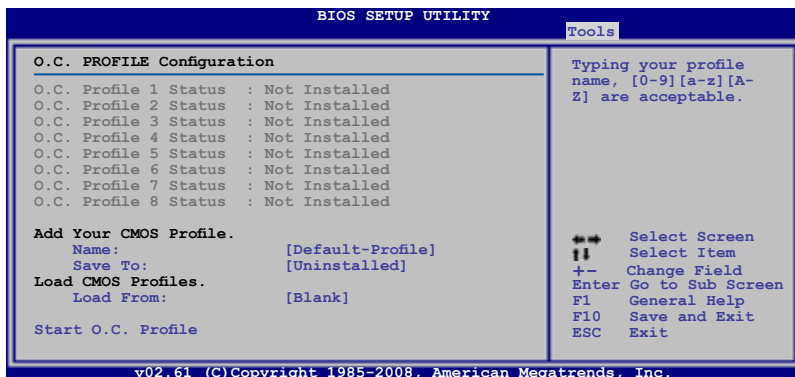 BIOS SETUP UTILITY
Tools
O.C. PROFILE Configuration
O.C. Profile 1 Status : Not Installed
O.C. Profile 2 Status : Not Installed
O.C. Profile 3 Status : Not Installed
O.C. Profile 4 Status : Not Installed
O.C. Profile 5 Status : Not Installed
O.C. Profile 6 Status : Not Installed
O.C. Profile 7 Status : Not Installed
O.C. Profile 8 Status : Not Installed
Add Your CMOS Profile.
Name: [Default-Profile]
Save To: [Uninstalled]
Load CMOS Profiles.
Load From: [Blank]
Start O.C. Profile
Typing your profile
name, [0-9][a-z][A-
Z] are acceptable.
←→ Select Screen
↑↓ Select Item
+- Change Field
Enter Go to Sub Screen
F1 General Help
F10 Save and Exit
ESC Exit
v02.61 (C)Copyright 1985-2008, American Megatrends, Inc.